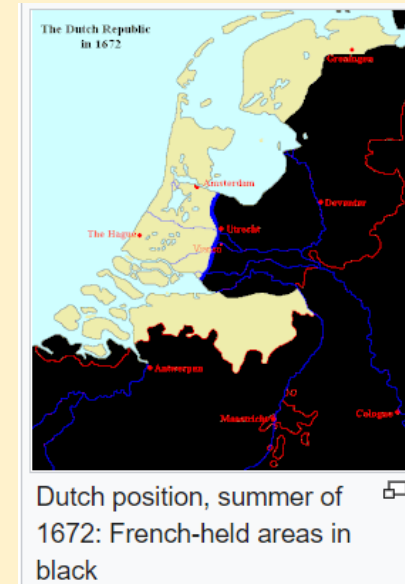 The Dutch Republic
in 1672
Groningen
Amsterdam
Deventer
The Hague
Utrecht
Vianen
Antwerpen
Maastricht
Cologne
Dutch position, summer of
1672: French-held areas in
black